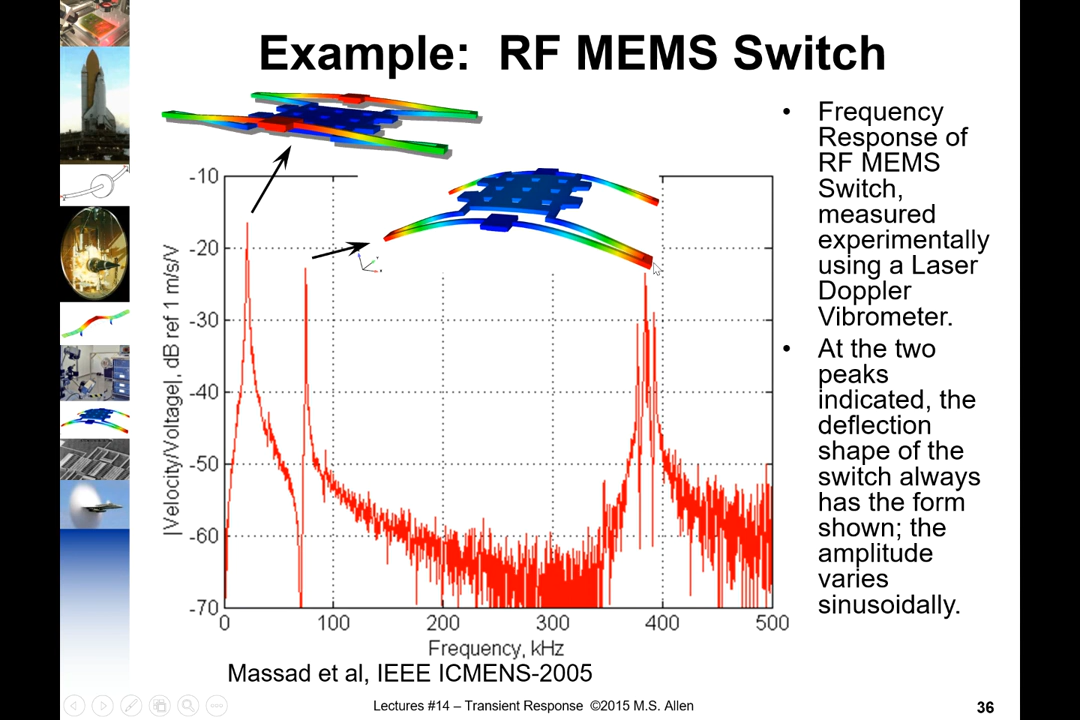 Example:  RF MEMS Switch
• Frequency
Response of
RF MEMS
Switch,
measured
experimentally
using a Laser
Doppler
Vibrometer.
• At the two
peaks
indicated, the
deflection
shape of the
switch always
has the form
shown; the
amplitude
varies
sinusoidally.
|Velocity/Voltage|, dB ref 1 m/s/V
-10
-20
-30
-40
-50
-60
-70
0 100 200 300 400 500
Frequency, kHz
Massad et al, IEEE ICMENS-2005
Lectures #14 – Transient Response ©2015 M.S. Allen
36